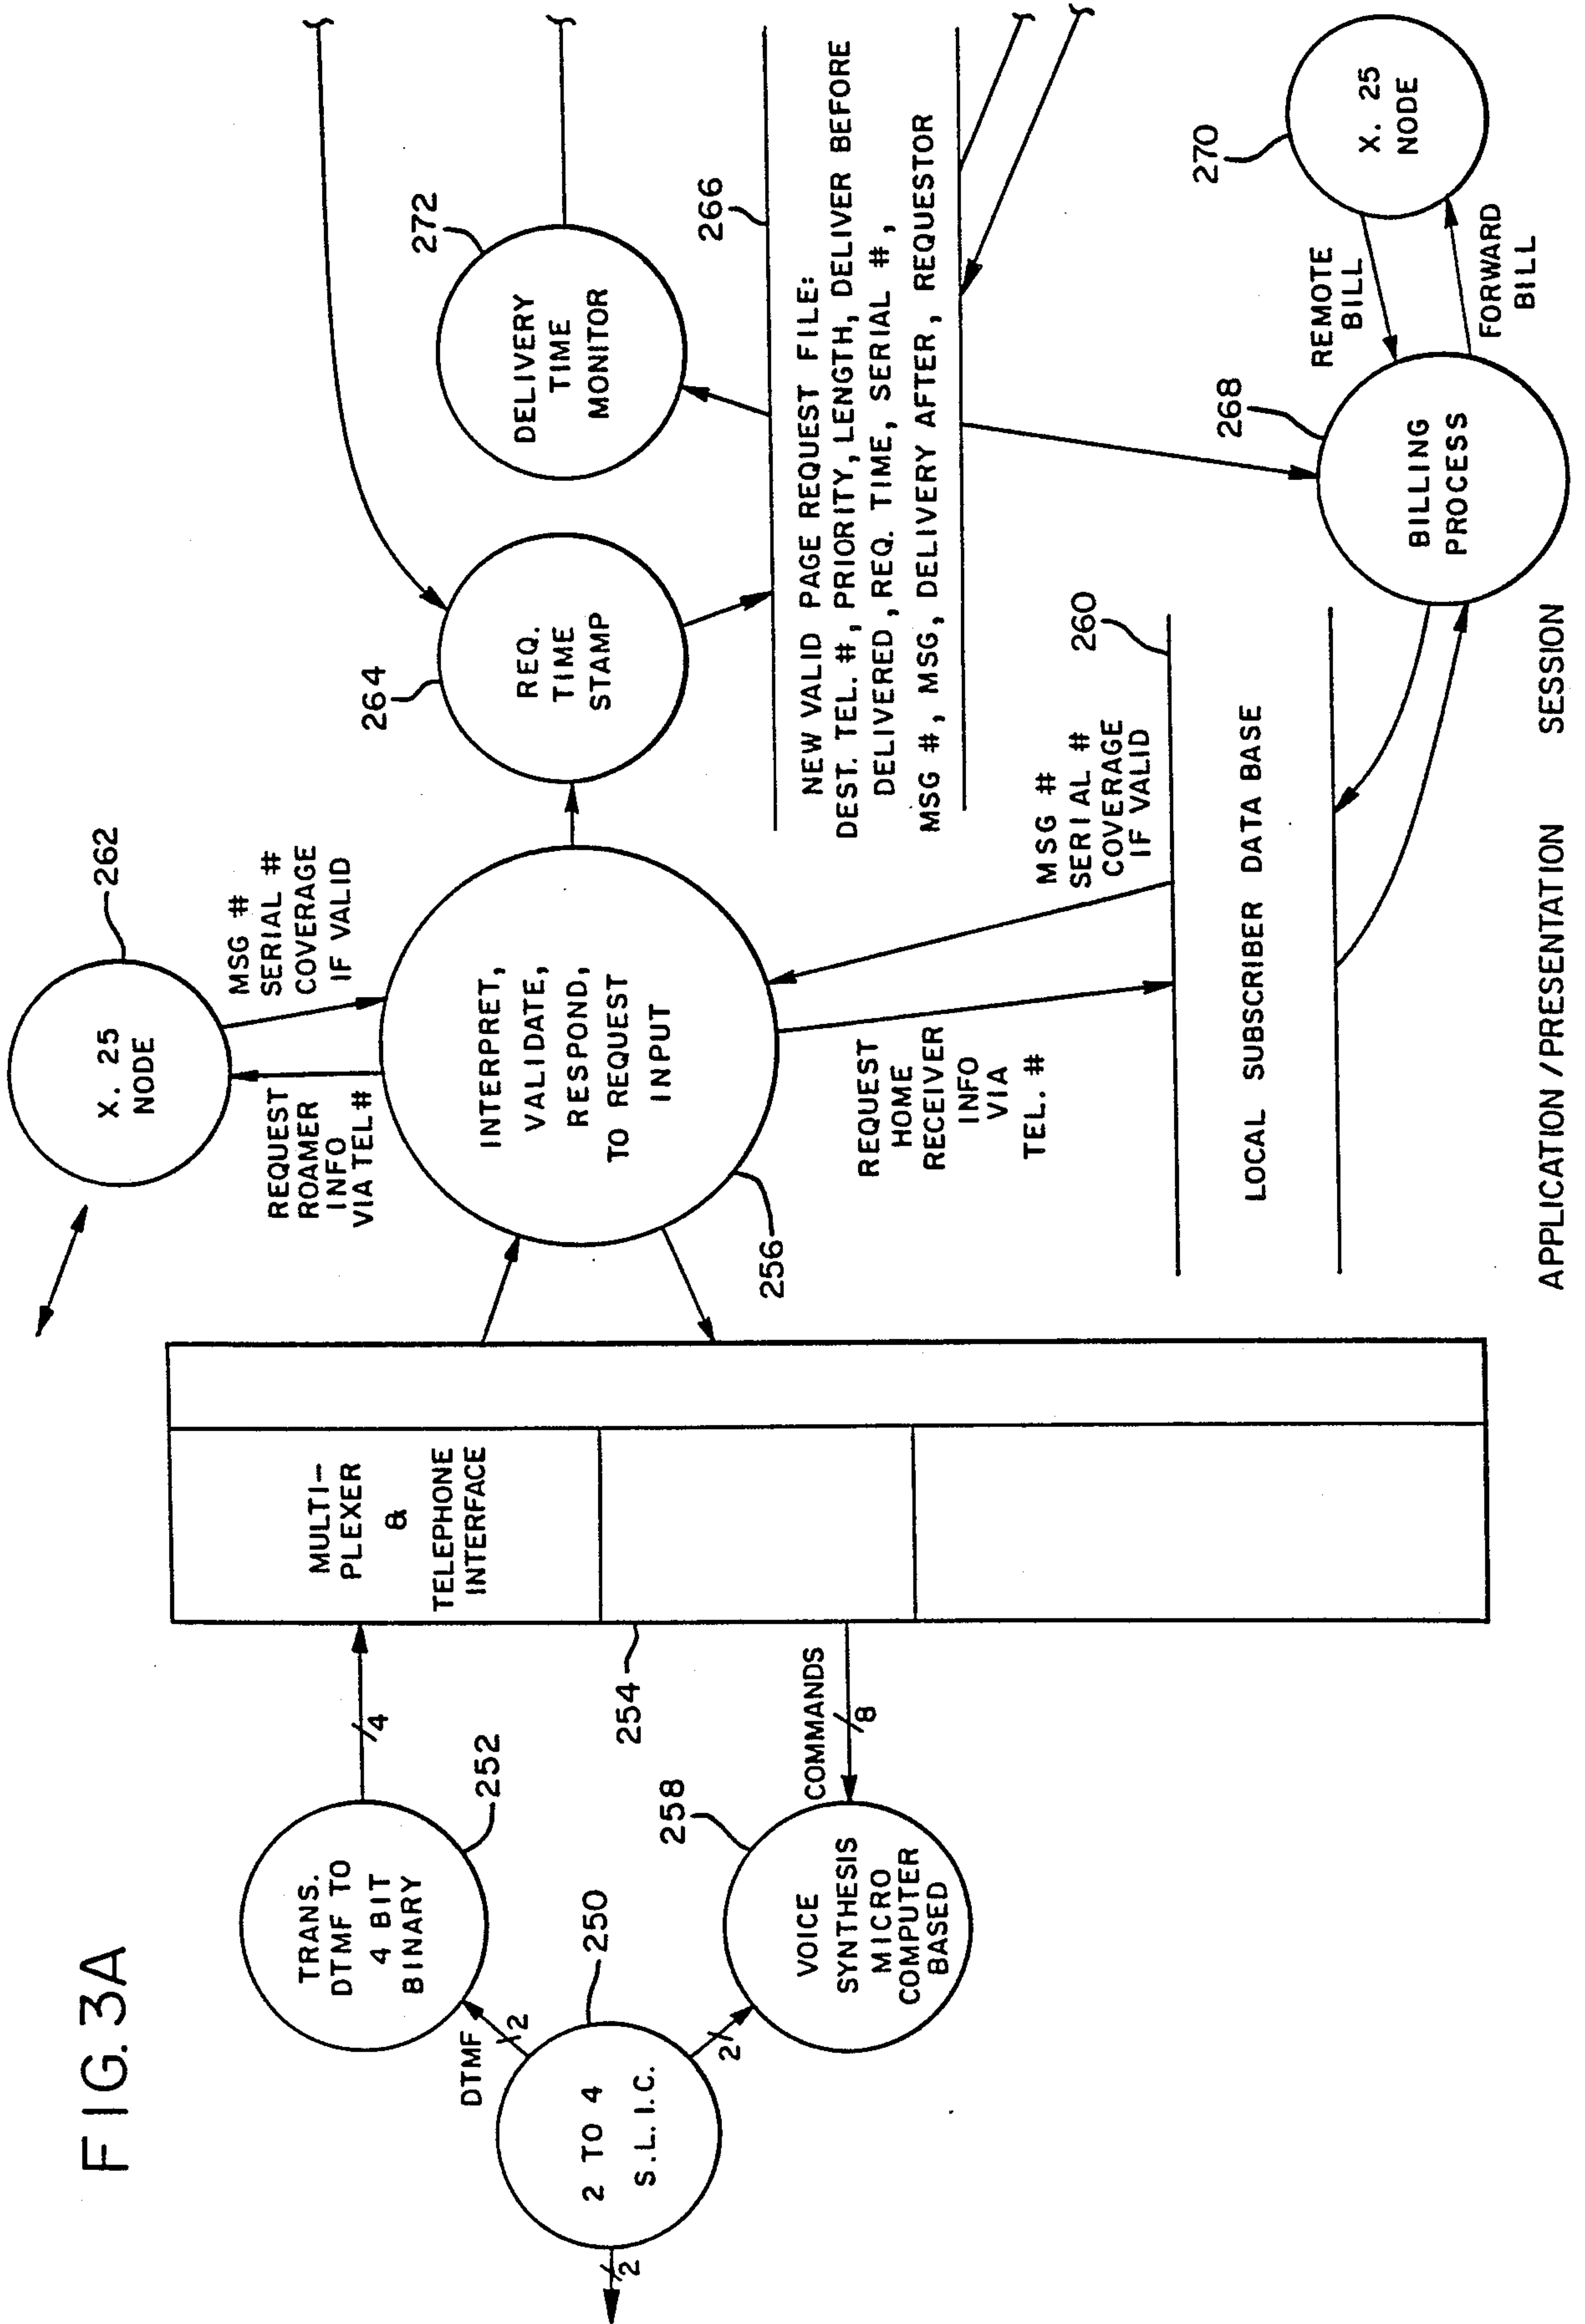 FIG. 3A
2 TO 4
S.L.I.C.
250
2
DTMF
2
2
TRANS.
DTMF TO
4 BIT
BINARY
252
4
VOICE
SYNTHESIS
MICRO
COMPUTER
BASED
258
COMMANDS
8
254
MULTI-
PLEXER
&
TELEPHONE
INTERFACE
X. 25
NODE
262
REQUEST
ROAMER
INFO
VIA TEL#
MSG #
SERIAL #
COVERAGE
IF VALID
INTERPRET,
VALIDATE,
RESPOND,
TO REQUEST
INPUT
256
REQUEST
HOME
RECEIVER
INFO
VIA
TEL. #
MSG #
SERIAL #
COVERAGE
IF VALID
260
LOCAL SUBSCRIBER DATA BASE
264
REQ.
TIME
STAMP
272
DELIVERY
TIME
MONITOR
266
NEW VALID PAGE REQUEST FILE:
DEST. TEL. #, PRIORITY, LENGTH, DELIVER BEFORE
DELIVERED, REQ. TIME, SERIAL #,
MSG #, MSG, DELIVERY AFTER, REQUESTOR
268
BILLING
PROCESS
REMOTE
BILL
FORWARD
BILL
270
X. 25
NODE
APPLICATION / PRESENTATION SESSION